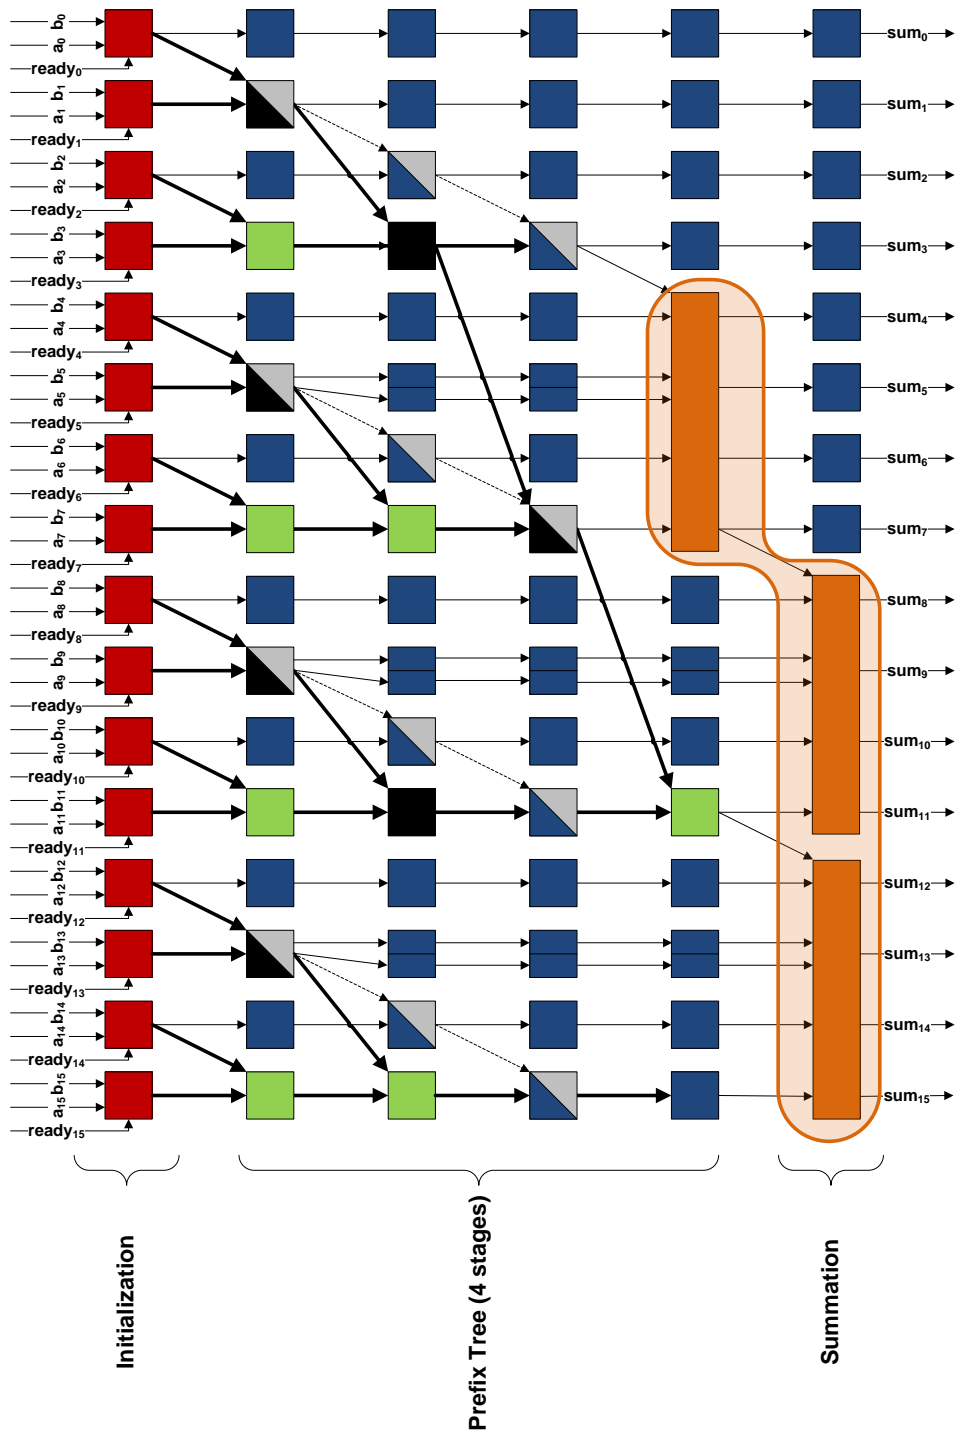 b0
a0
ready0
sum0
b1
a1
ready1
sum1
b2
a2
ready2
sum2
b3
a3
ready3
sum3
b4
a4
ready4
sum4
b5
a5
ready5
sum5
b6
a6
ready6
sum6
b7
a7
ready7
sum7
b8
a8
ready8
sum8
b9
a9
ready9
sum9
b10
a10
ready10
sum10
b11
a11
ready11
sum11
b12
a12
ready12
sum12
b13
a13
ready13
sum13
b14
a14
ready14
sum14
b15
a15
ready15
sum15
Initialization
Prefix Tree (4 stages)
Summation